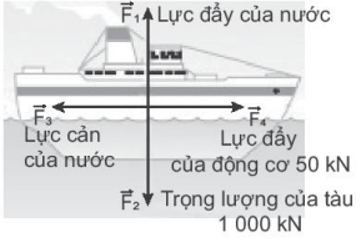 F₁ Lực đẩy của nước
F₃
Lực cản
của nước
F₄
Lực đẩy
của động cơ 50 kN
F₂ Trọng lượng của tàu
1 000 kN